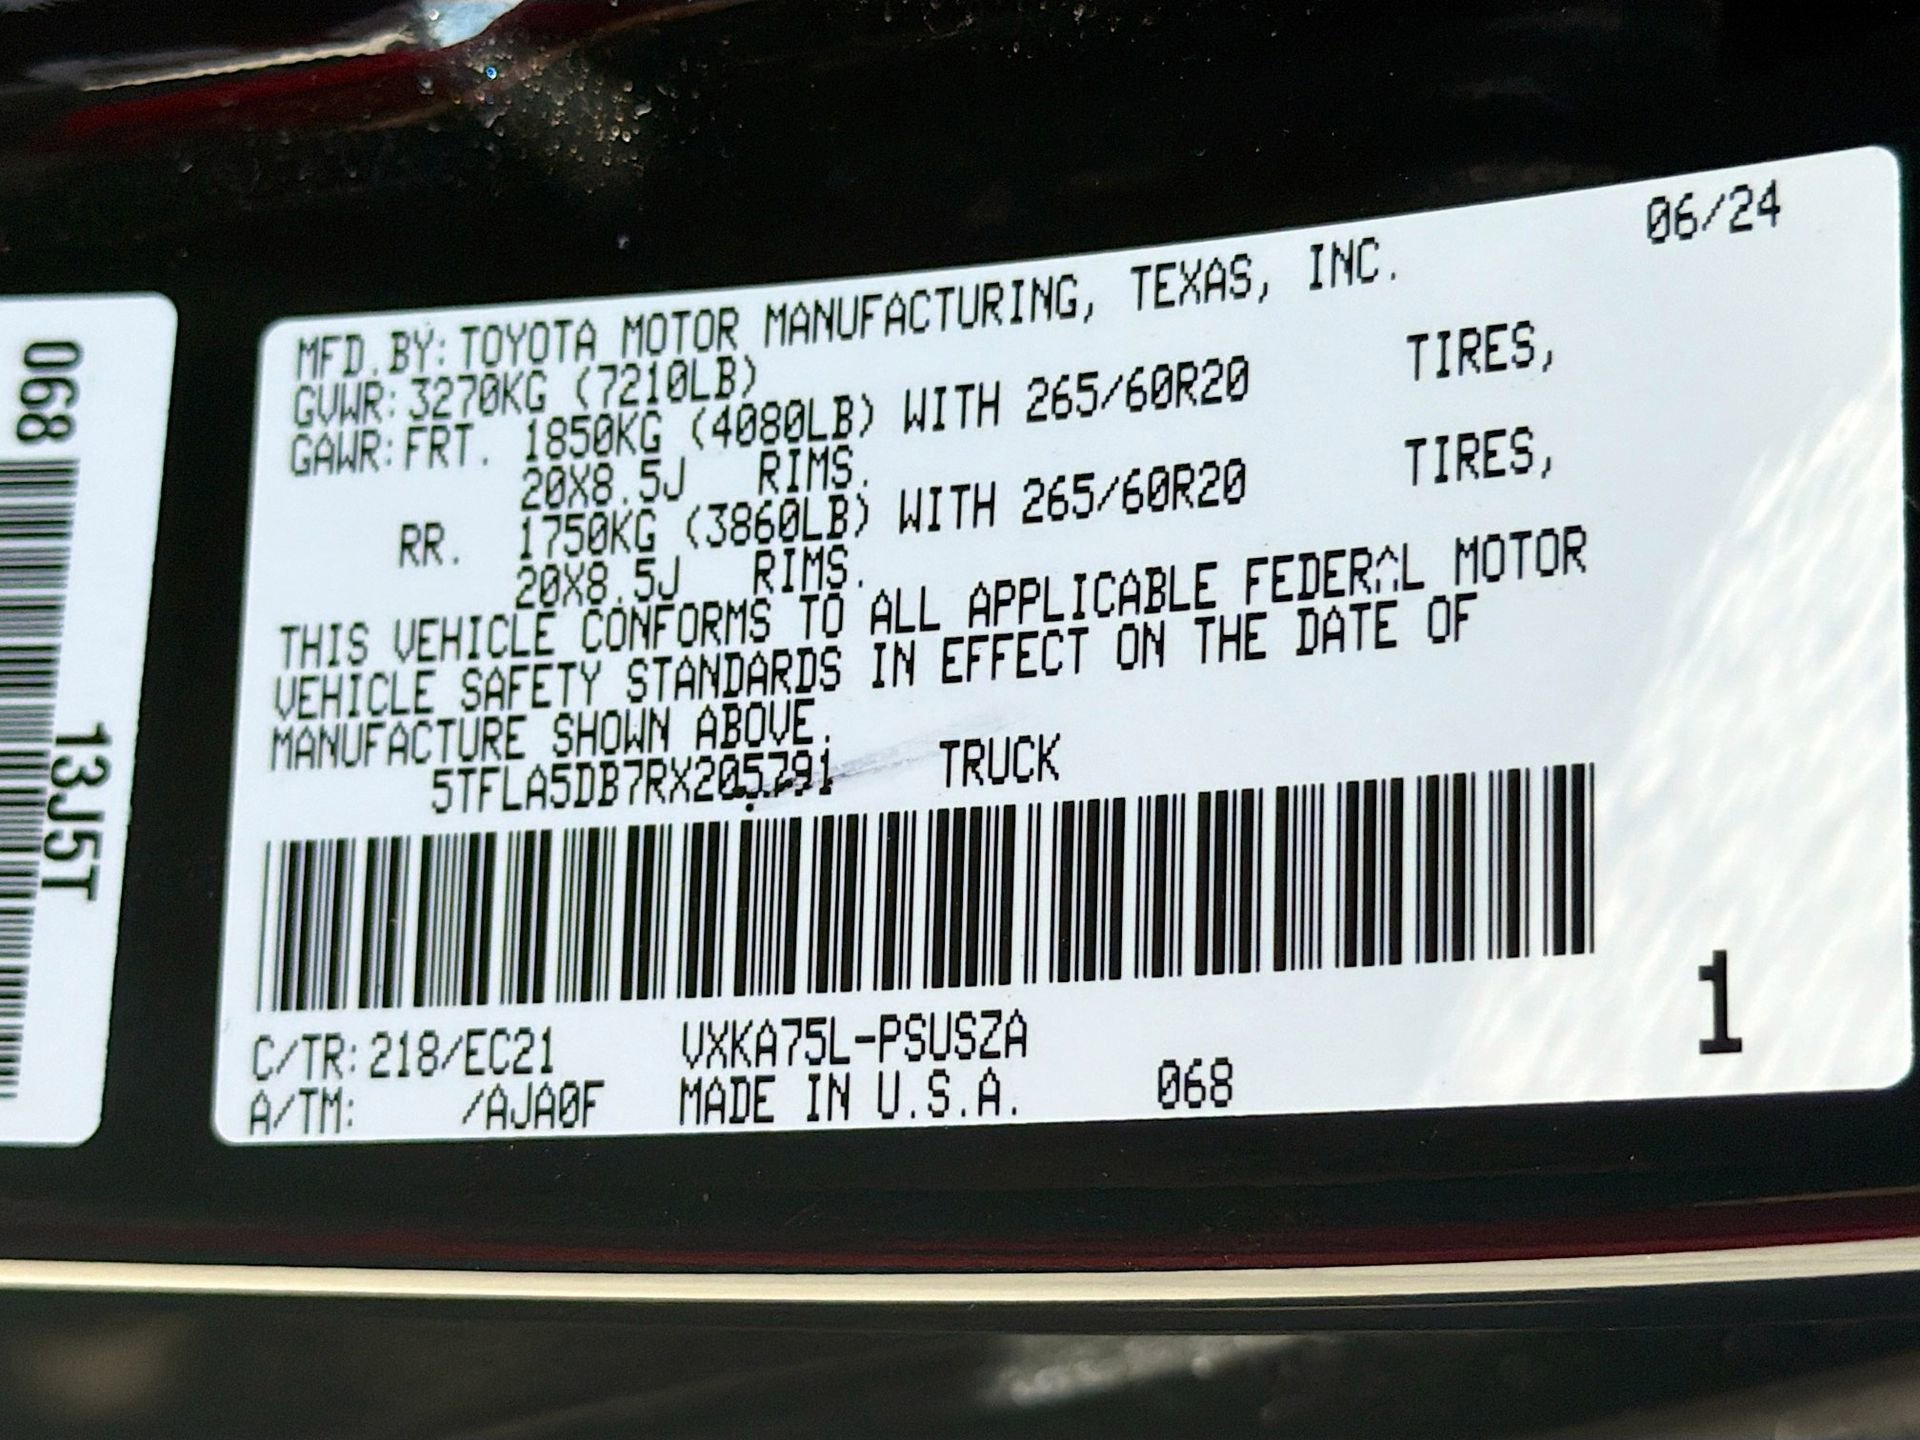 06/24
MFD.BY:TOYOTA MOTOR MANUFACTURING, TEXAS, INC.
GVWR:3270KG (7210LB)
GAWR:FRT. 1850KG (4080LB) WITH 265/60R20 TIRES,
20X8.5J RIMS.
RR. 1750KG (3860LB) WITH 265/60R20 TIRES,
20X8.5J RIMS.
THIS VEHICLE CONFORMS TO ALL APPLICABLE FEDERAL MOTOR
VEHICLE SAFETY STANDARDS IN EFFECT ON THE DATE OF
MANUFACTURE SHOWN ABOVE.
5TFLA5DB7RX205791 TRUCK
C/TR:218/EC21 VXKA75L-PSUSZA
A/TM: /AJA0F MADE IN U.S.A. 068
1
068
13J5T